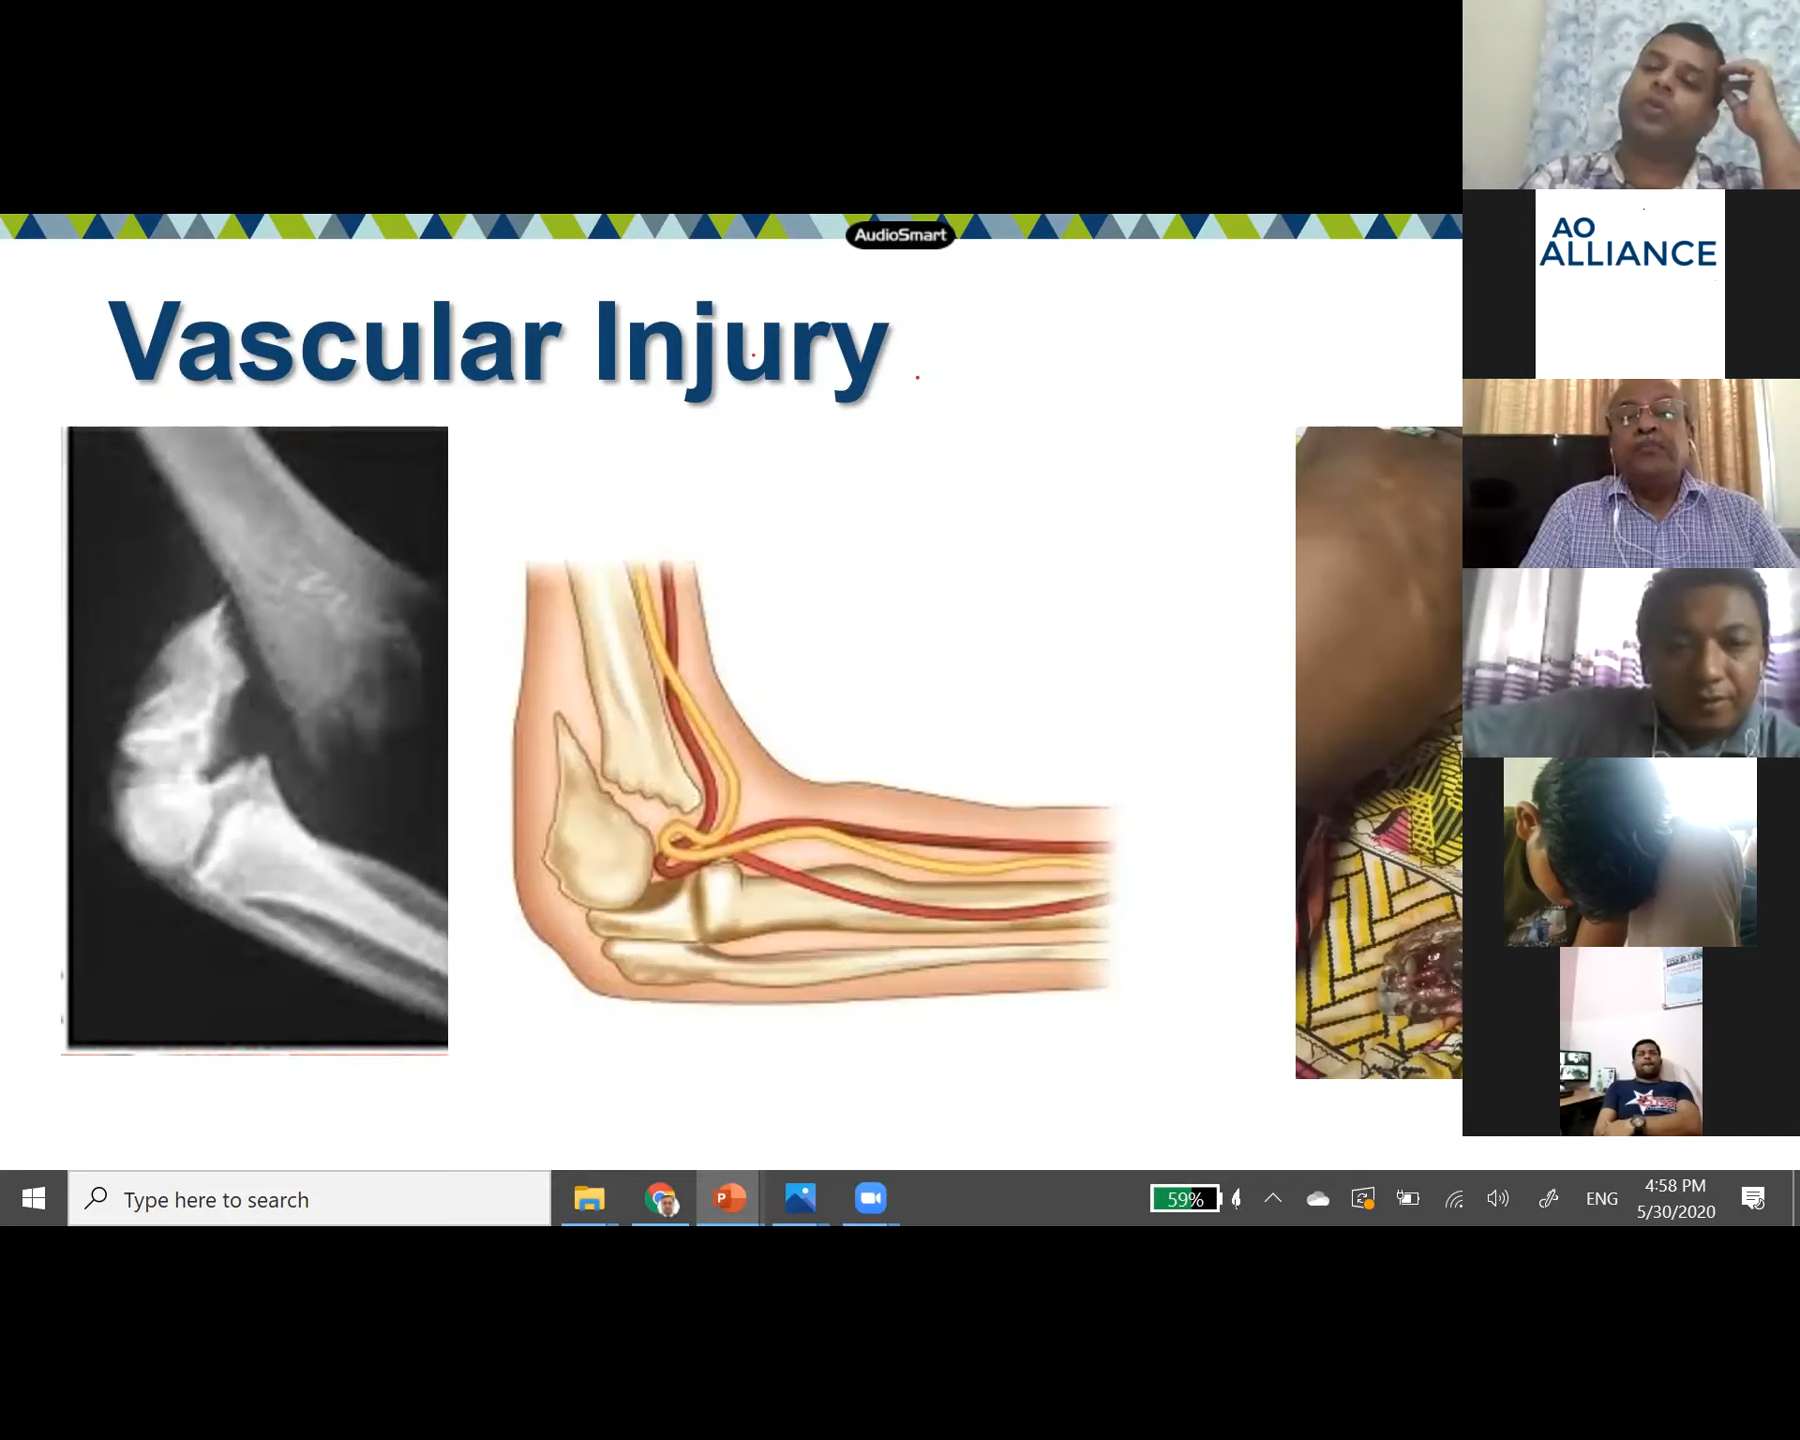 AudioSmart
AO
ALLIANCE
Vascular Injury
Type here to search
59%
ENG
4:58 PM
5/30/2020